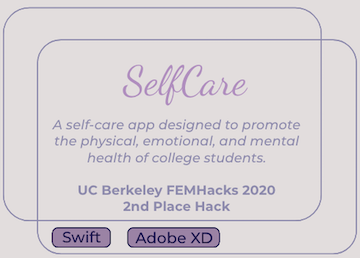 SelfCare
A self-care app designed to promote
the physical, emotional, and mental
health of college students.
UC Berkeley FEMHacks 2020
2nd Place Hack
Swift
Adobe XD